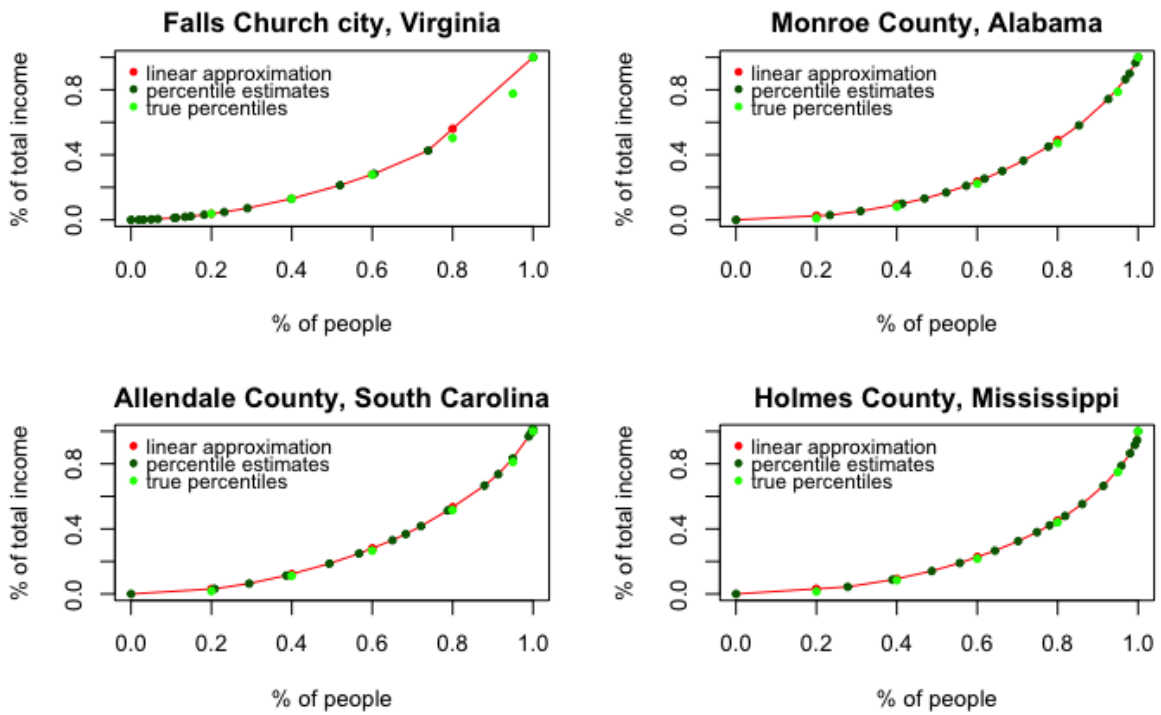 Falls Church city, Virginia
% of total income
0.0 0.4 0.8
linear approximation
percentile estimates
true percentiles
0.0 0.2 0.4 0.6 0.8 1.0
% of people
Monroe County, Alabama
% of total income
0.0 0.4 0.8
linear approximation
percentile estimates
true percentiles
0.0 0.2 0.4 0.6 0.8 1.0
% of people
Allendale County, South Carolina
% of total income
0.0 0.4 0.8
linear approximation
percentile estimates
true percentiles
0.0 0.2 0.4 0.6 0.8 1.0
% of people
Holmes County, Mississippi
% of total income
0.0 0.4 0.8
linear approximation
percentile estimates
true percentiles
0.0 0.2 0.4 0.6 0.8 1.0
% of people